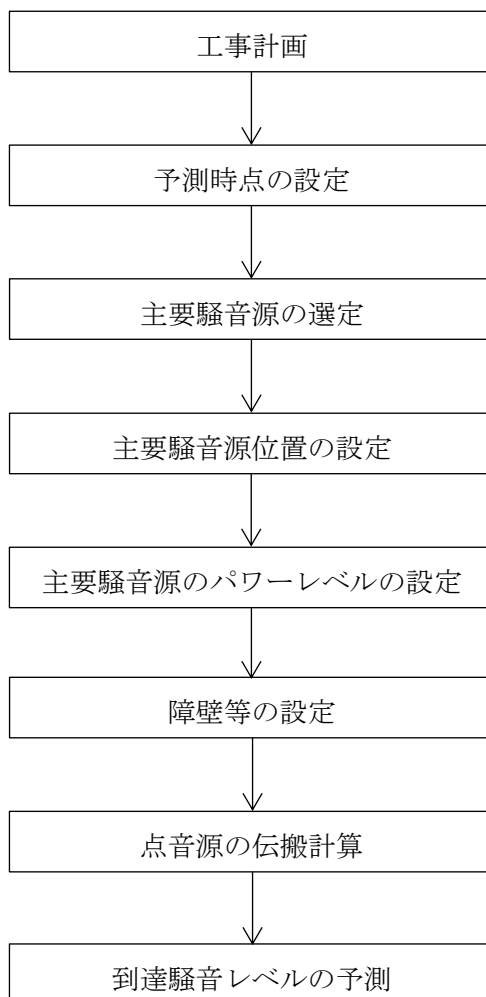 工事計画
予測時点の設定
主要騒音源の選定
主要騒音源位置の設定
主要騒音源のパワーレベルの設定
障壁等の設定
点音源の伝搬計算
到達騒音レベルの予測